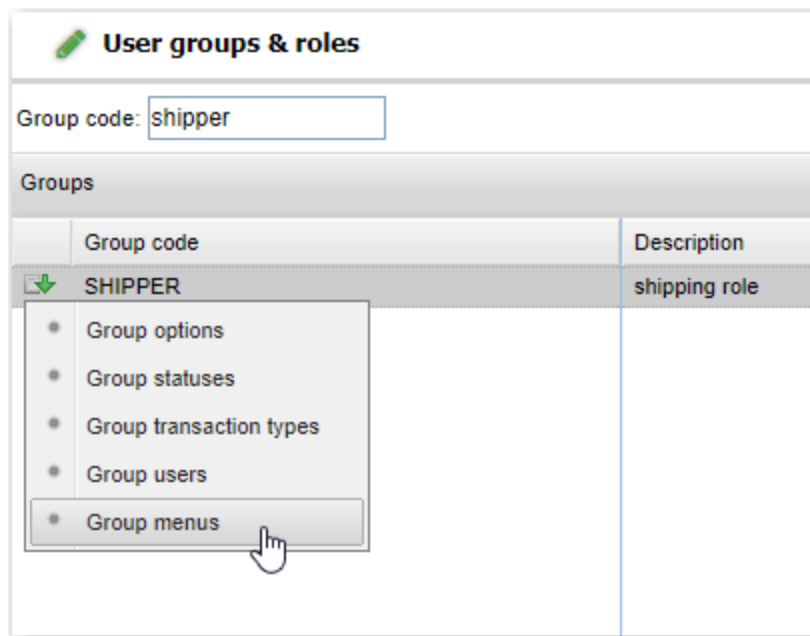 User groups & roles
Group code: shipper
Groups
Group code Description
SHIPPER shipping role
Group options
Group statuses
Group transaction types
Group users
Group menus